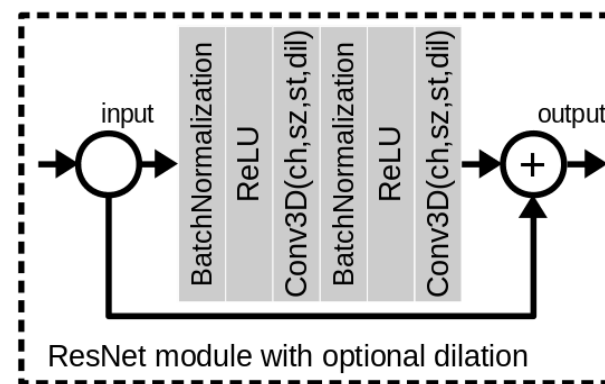 input
BatchNormalization
ReLU
Conv3D(ch,sz,st,dil)
BatchNormalization
ReLU
Conv3D(ch,sz,st,dil)
+
output
ResNet module with optional dilation